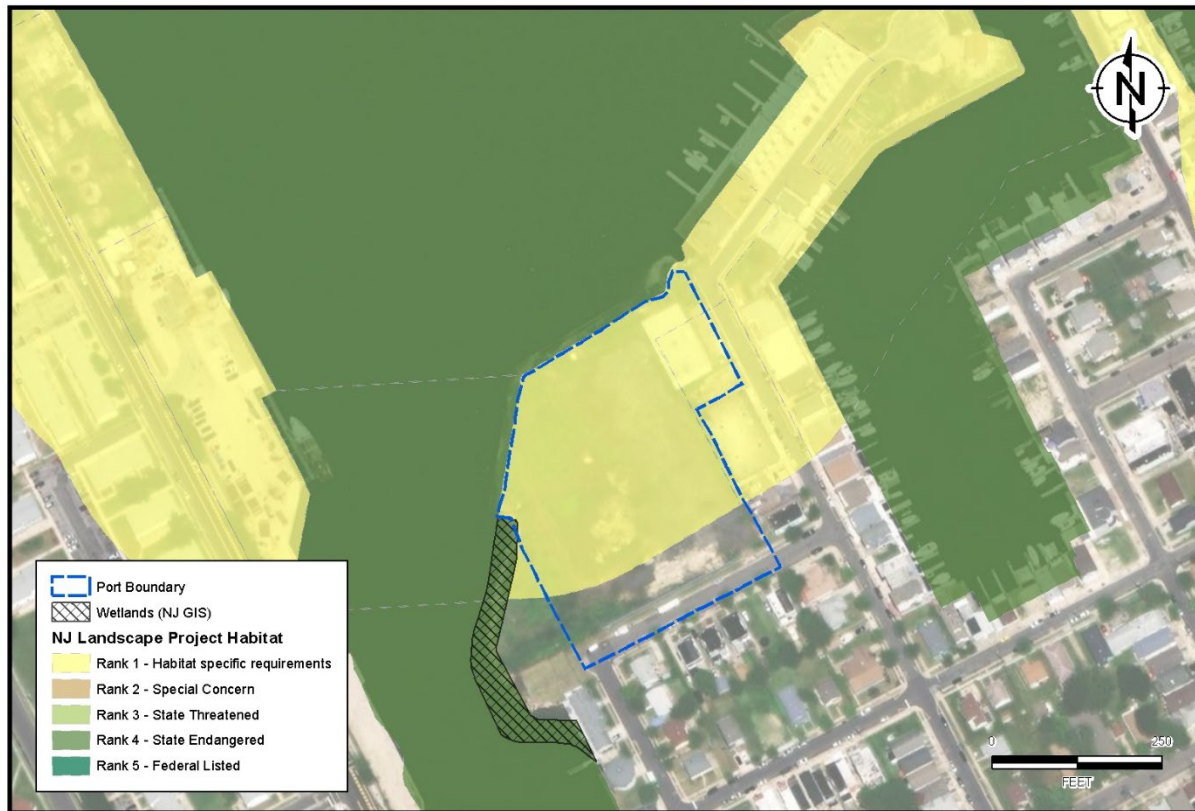 N
Port Boundary
Wetlands (NJ GIS)
NJ Landscape Project Habitat
Rank 1 - Habitat specific requirements
Rank 2 - Special Concern
Rank 3 - State Threatened
Rank 4 - State Endangered
Rank 5 - Federal Listed
0 250
FEET